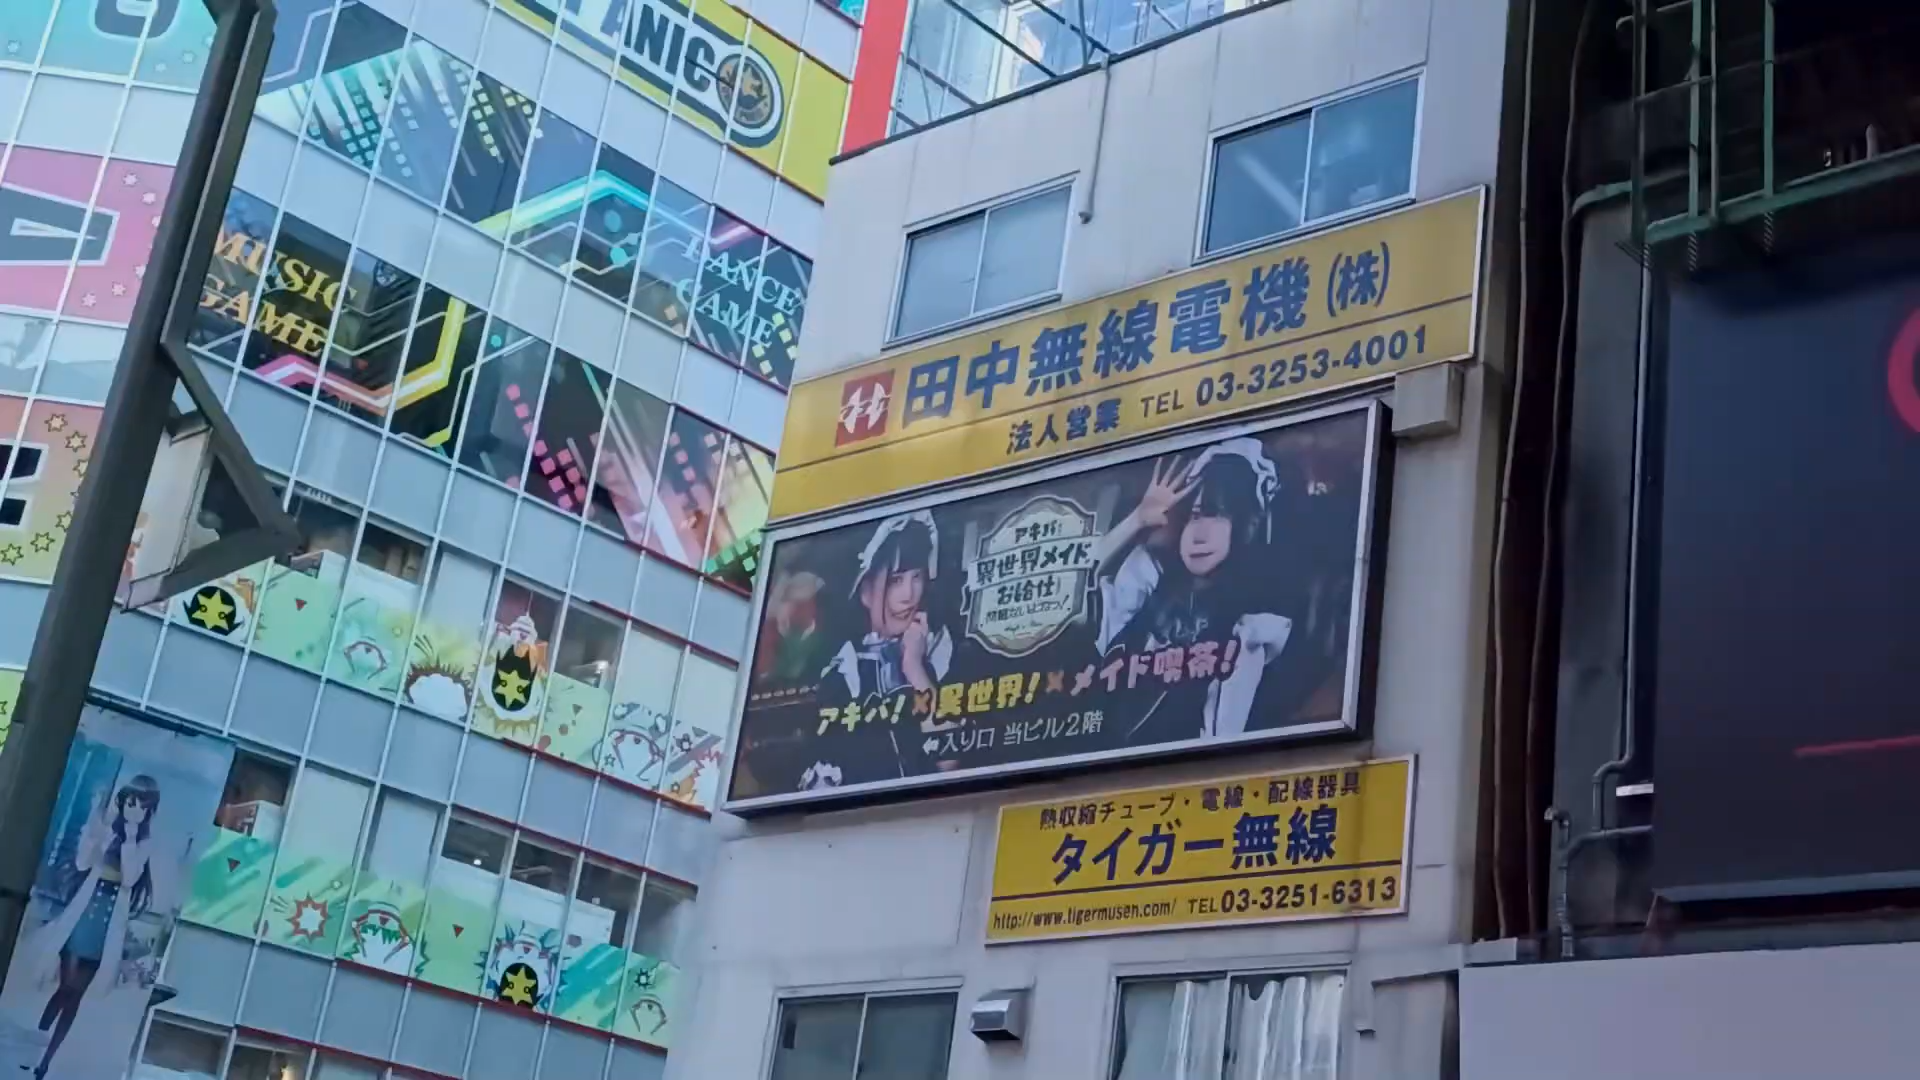 PANIC
MUSIC
GAME
DANCE
GAME
田中無線電機(株)
法人営業 TEL 03-3253-4001
アキバ
異世界メイド
お給仕
アキバ!×異世界!×メイド喫茶!
←入り口 当ビル2階
熱収縮チューブ・電線・配線器具
タイガー無線
http://www.tigermusen.com/ TEL03-3251-6313